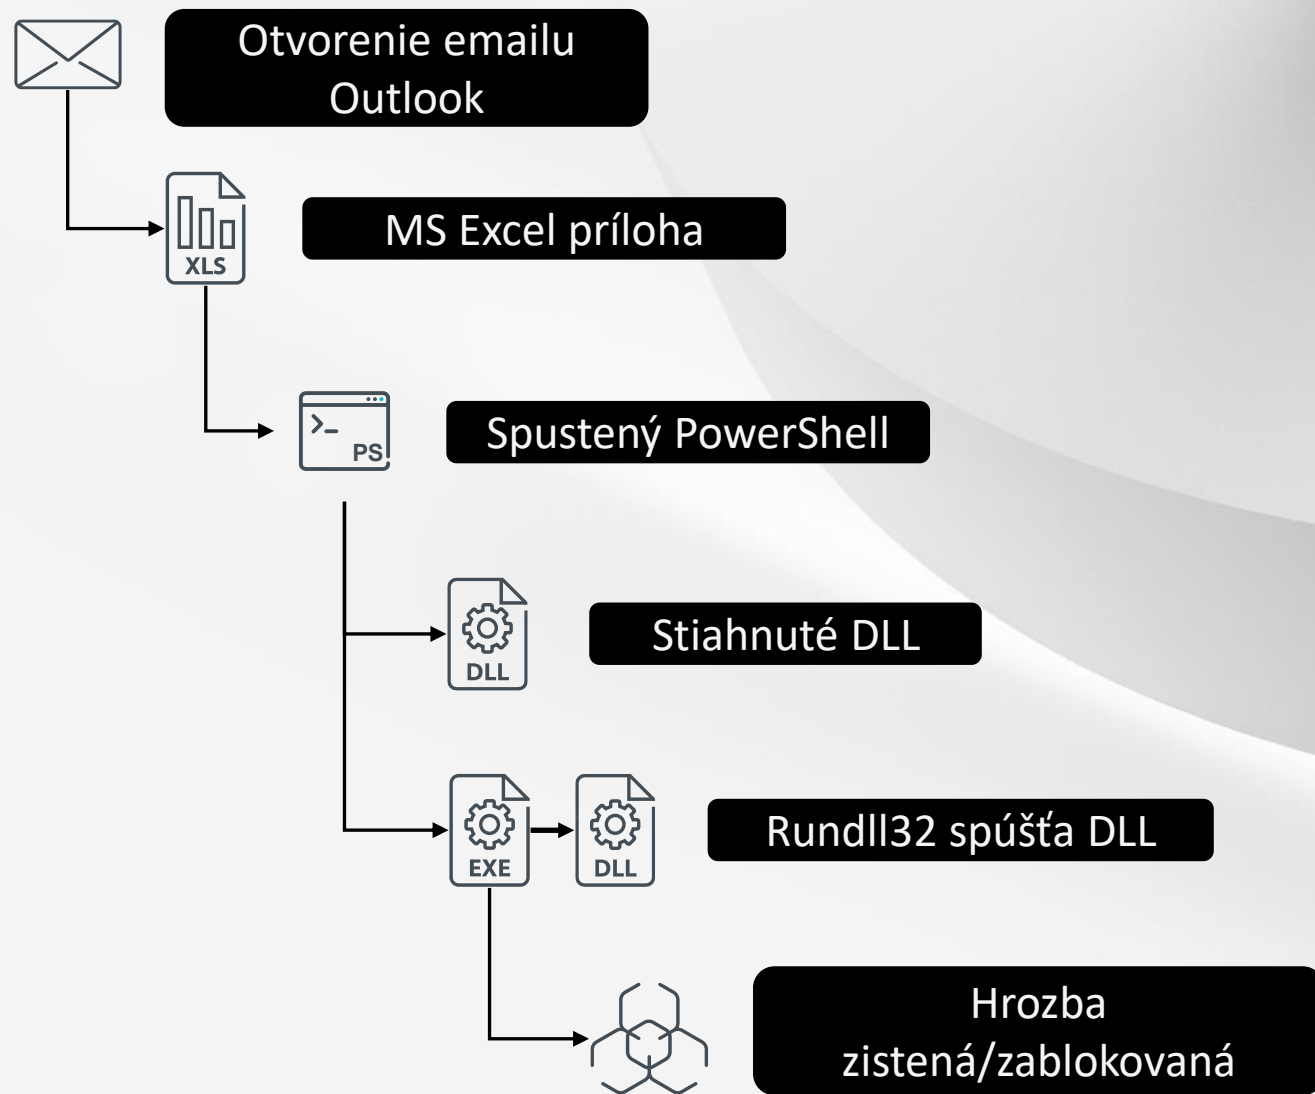 Otvorenie emailu
Outlook
XLS
MS Excel príloha
>_
PS
Spustený PowerShell
DLL
Stiahnuté DLL
EXE
DLL
Rundll32 spúšťa DLL
Hrozba
zistená/zablokovaná